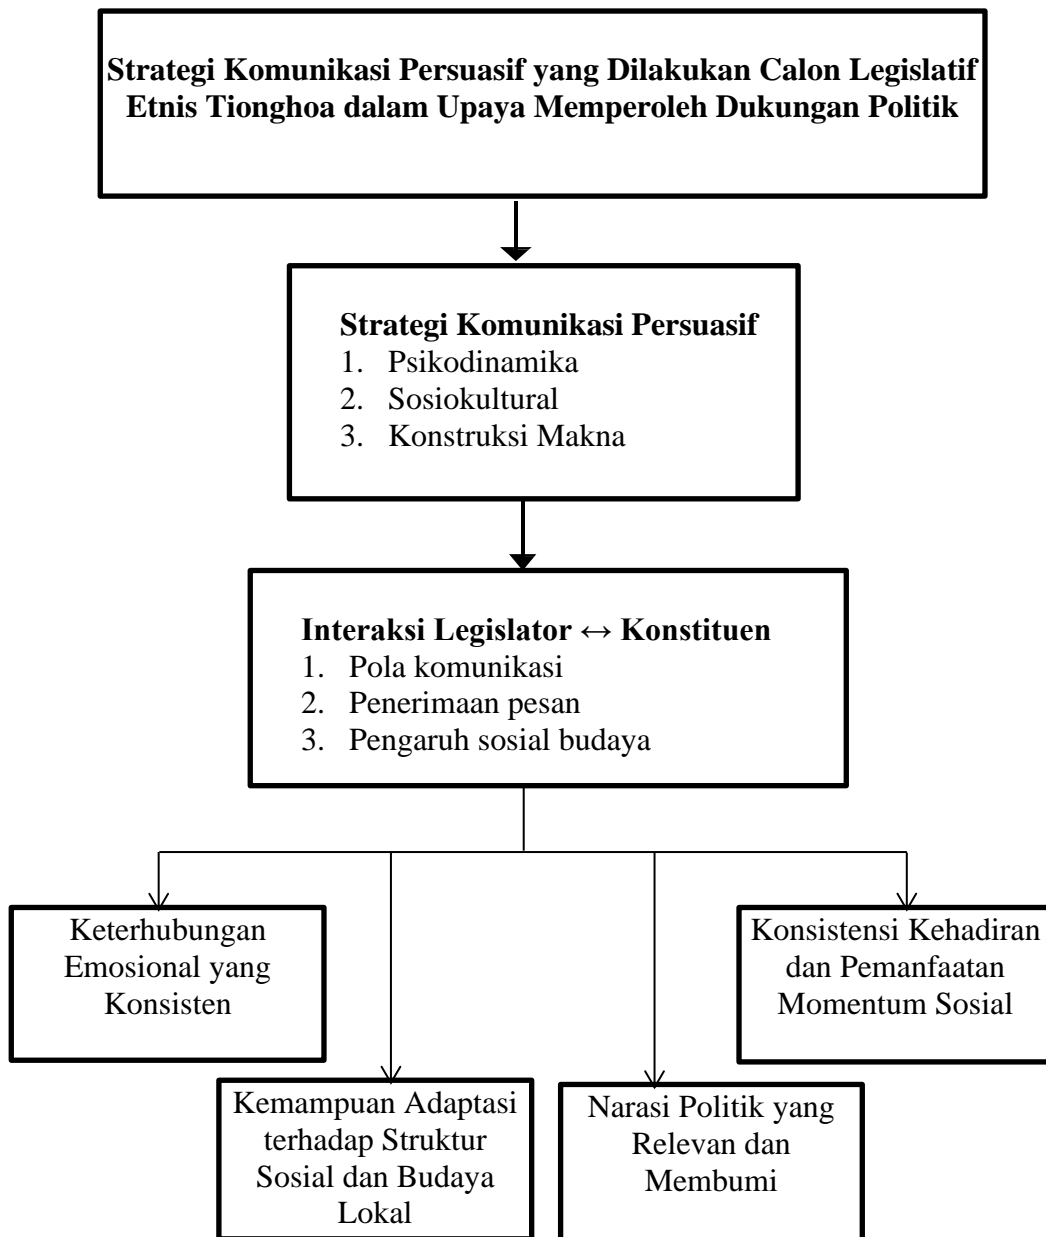 Strategi Komunikasi Persuasif yang Dilakukan Calon Legislatif
Etnis Tionghoa dalam Upaya Memperoleh Dukungan Politik
Strategi Komunikasi Persuasif
1. Psikodinamika
2. Sosiokultural
3. Konstruksi Makna
Interaksi Legislator ↔ Konstituen
1. Pola komunikasi
2. Penerimaan pesan
3. Pengaruh sosial budaya
Keterhubungan
Emosional yang
Konsisten
Kemampuan Adaptasi
terhadap Struktur
Sosial dan Budaya
Lokal
Narasi Politik yang
Relevan dan
Membumi
Konsistensi Kehadiran
dan Pemanfaatan
Momentum Sosial